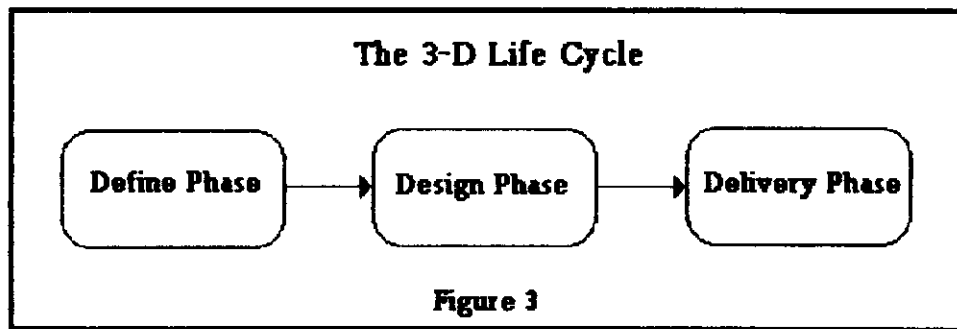 The 3-D Life Cycle
Define Phase
Design Phase
Delivery Phase
Figure 3